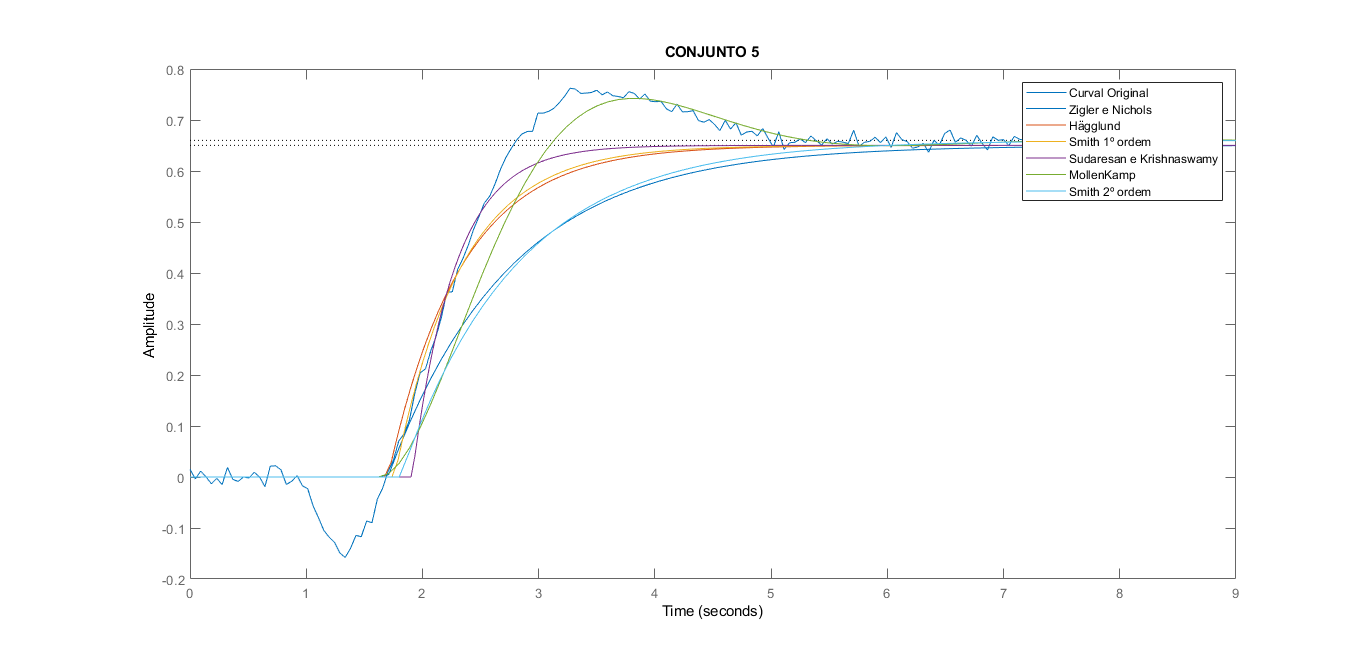 CONJUNTO 5
0.8
0.7
0.6
0.5
0.4
0.3
0.2
0.1
0
-0.1
-0.2
Amplitude
Curval Original
Zigler e Nichols
Hägglund
Smith 1º ordem
Sudaresan e Krishnaswamy
MollenKamp
Smith 2º ordem
0 1 2 3 4 5 6 7 8 9
Time (seconds)